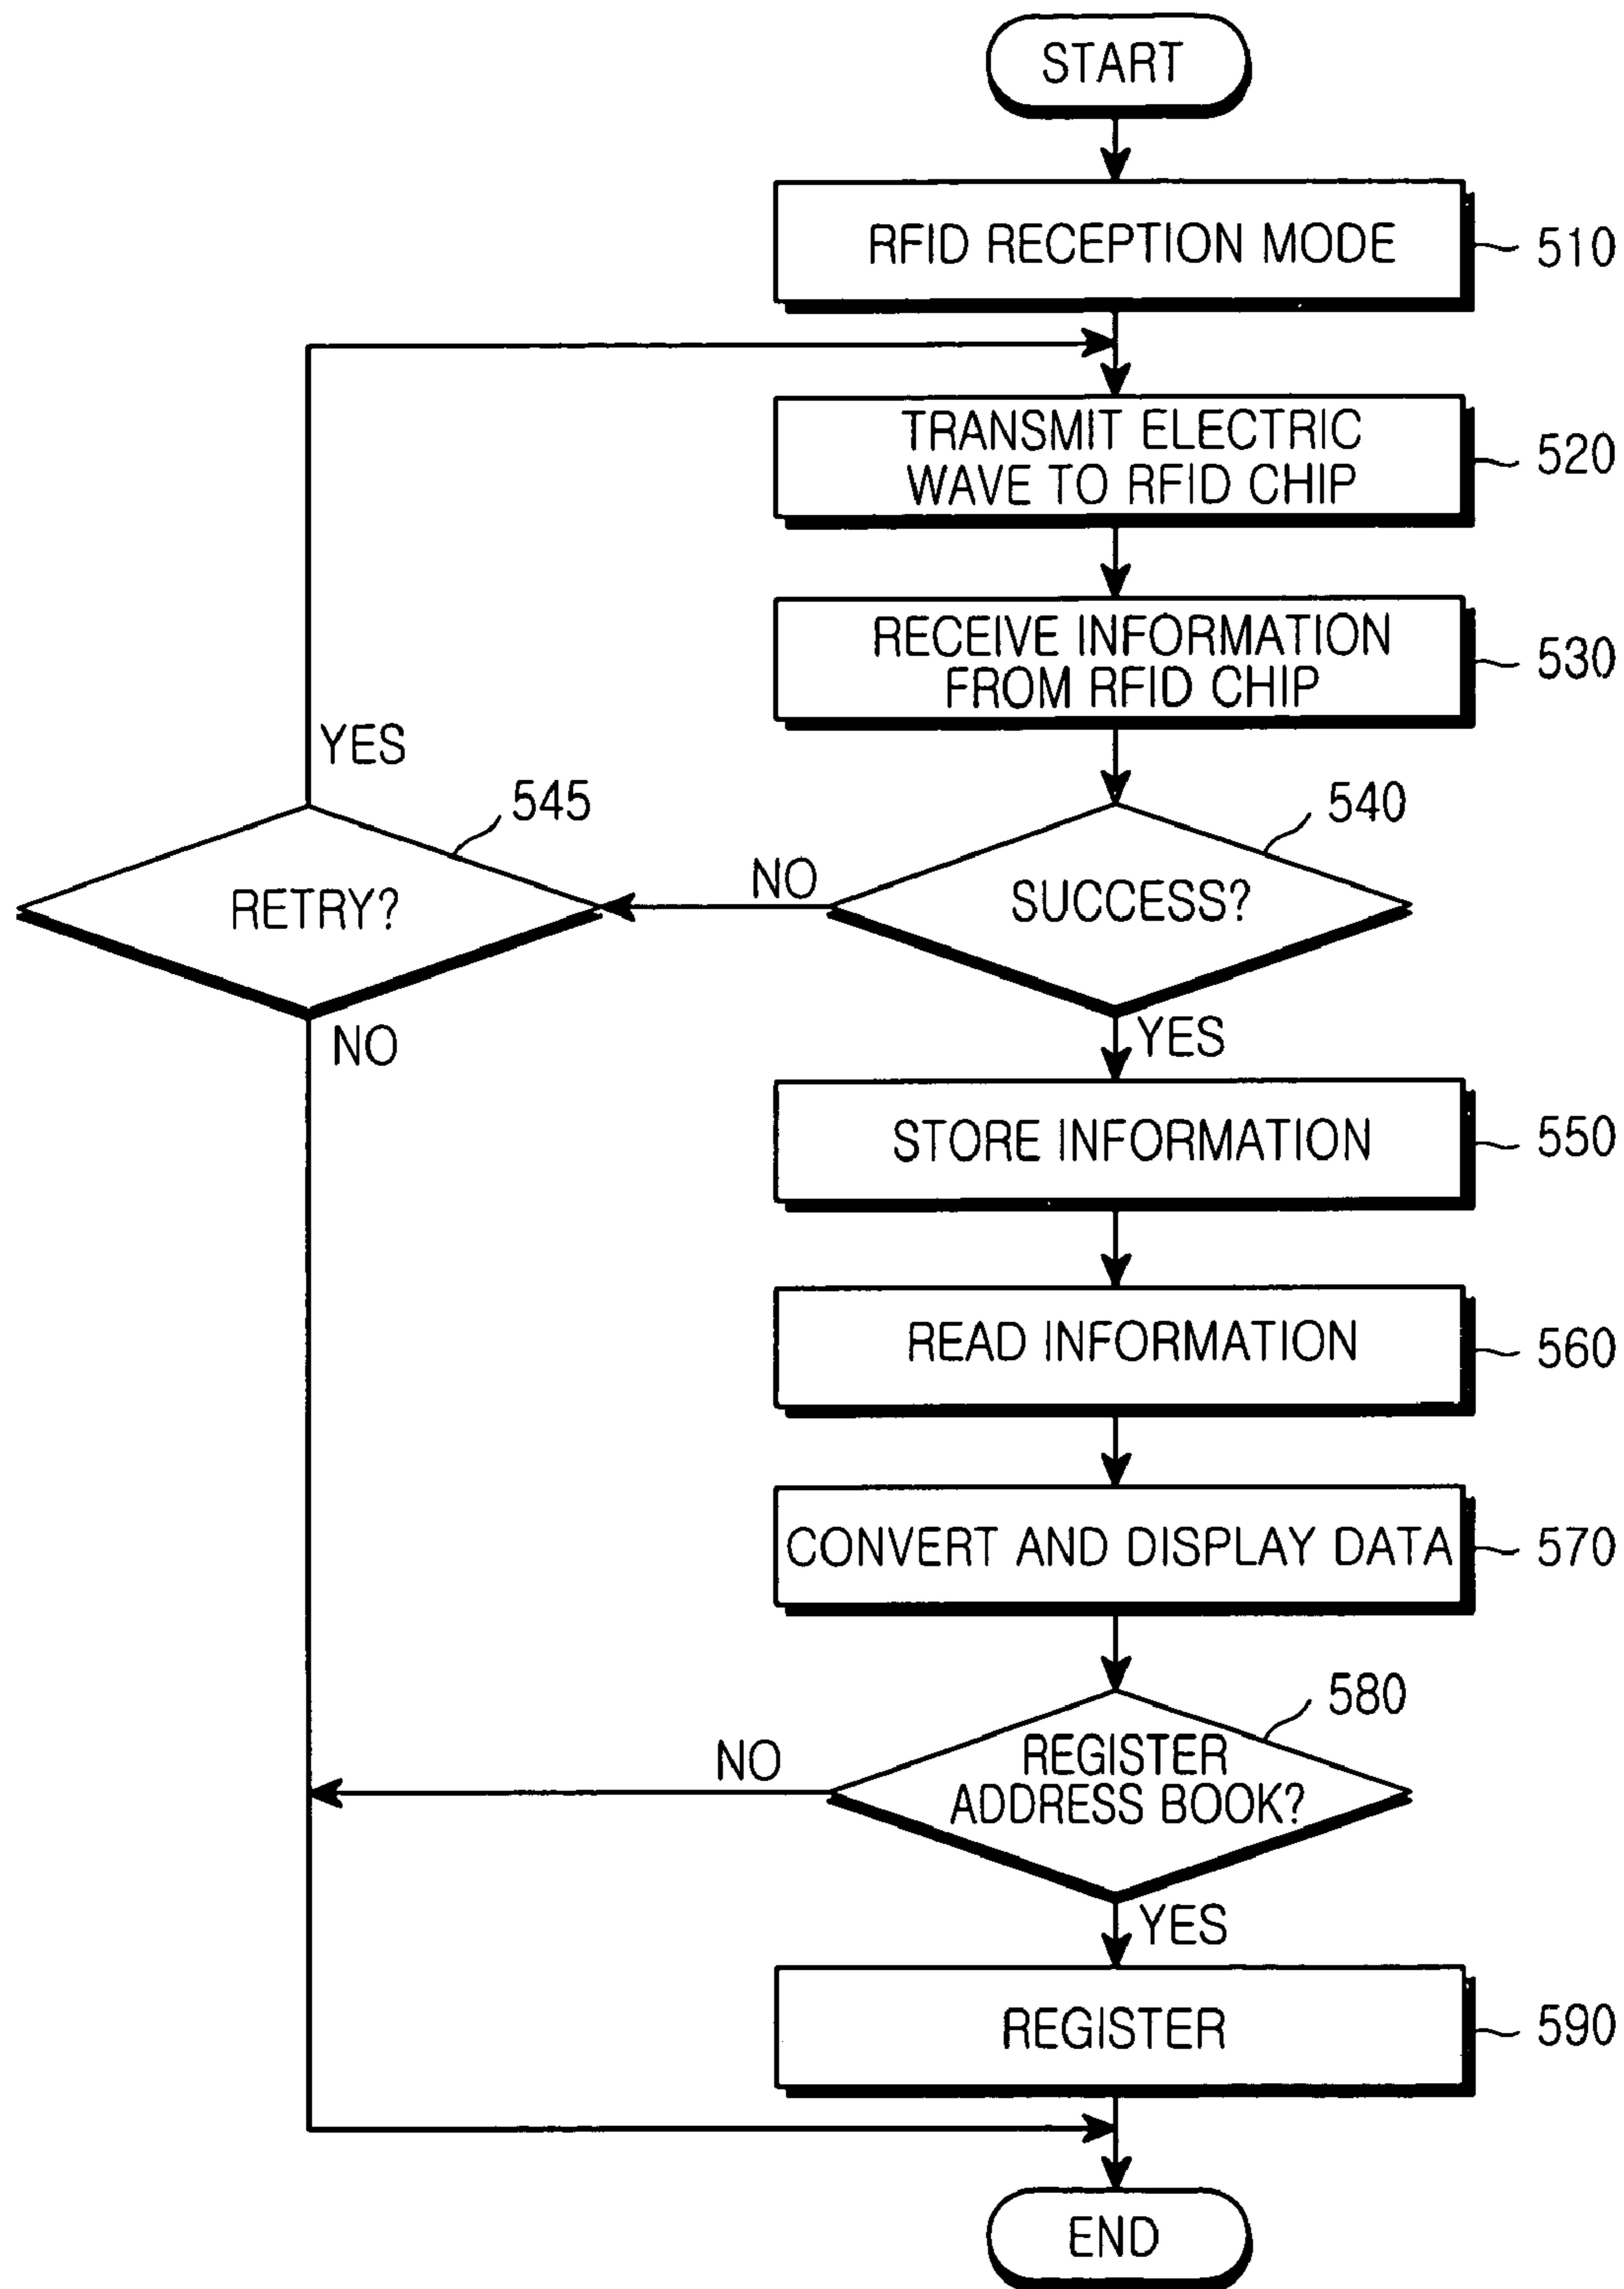 START
RFID RECEPTION MODE
510
TRANSMIT ELECTRIC
WAVE TO RFID CHIP
520
RECEIVE INFORMATION
FROM RFID CHIP
530
YES
545
540
RETRY?
NO
SUCCESS?
NO
YES
STORE INFORMATION
550
READ INFORMATION
560
CONVERT AND DISPLAY DATA
570
580
NO
REGISTER
ADDRESS BOOK?
YES
REGISTER
590
END